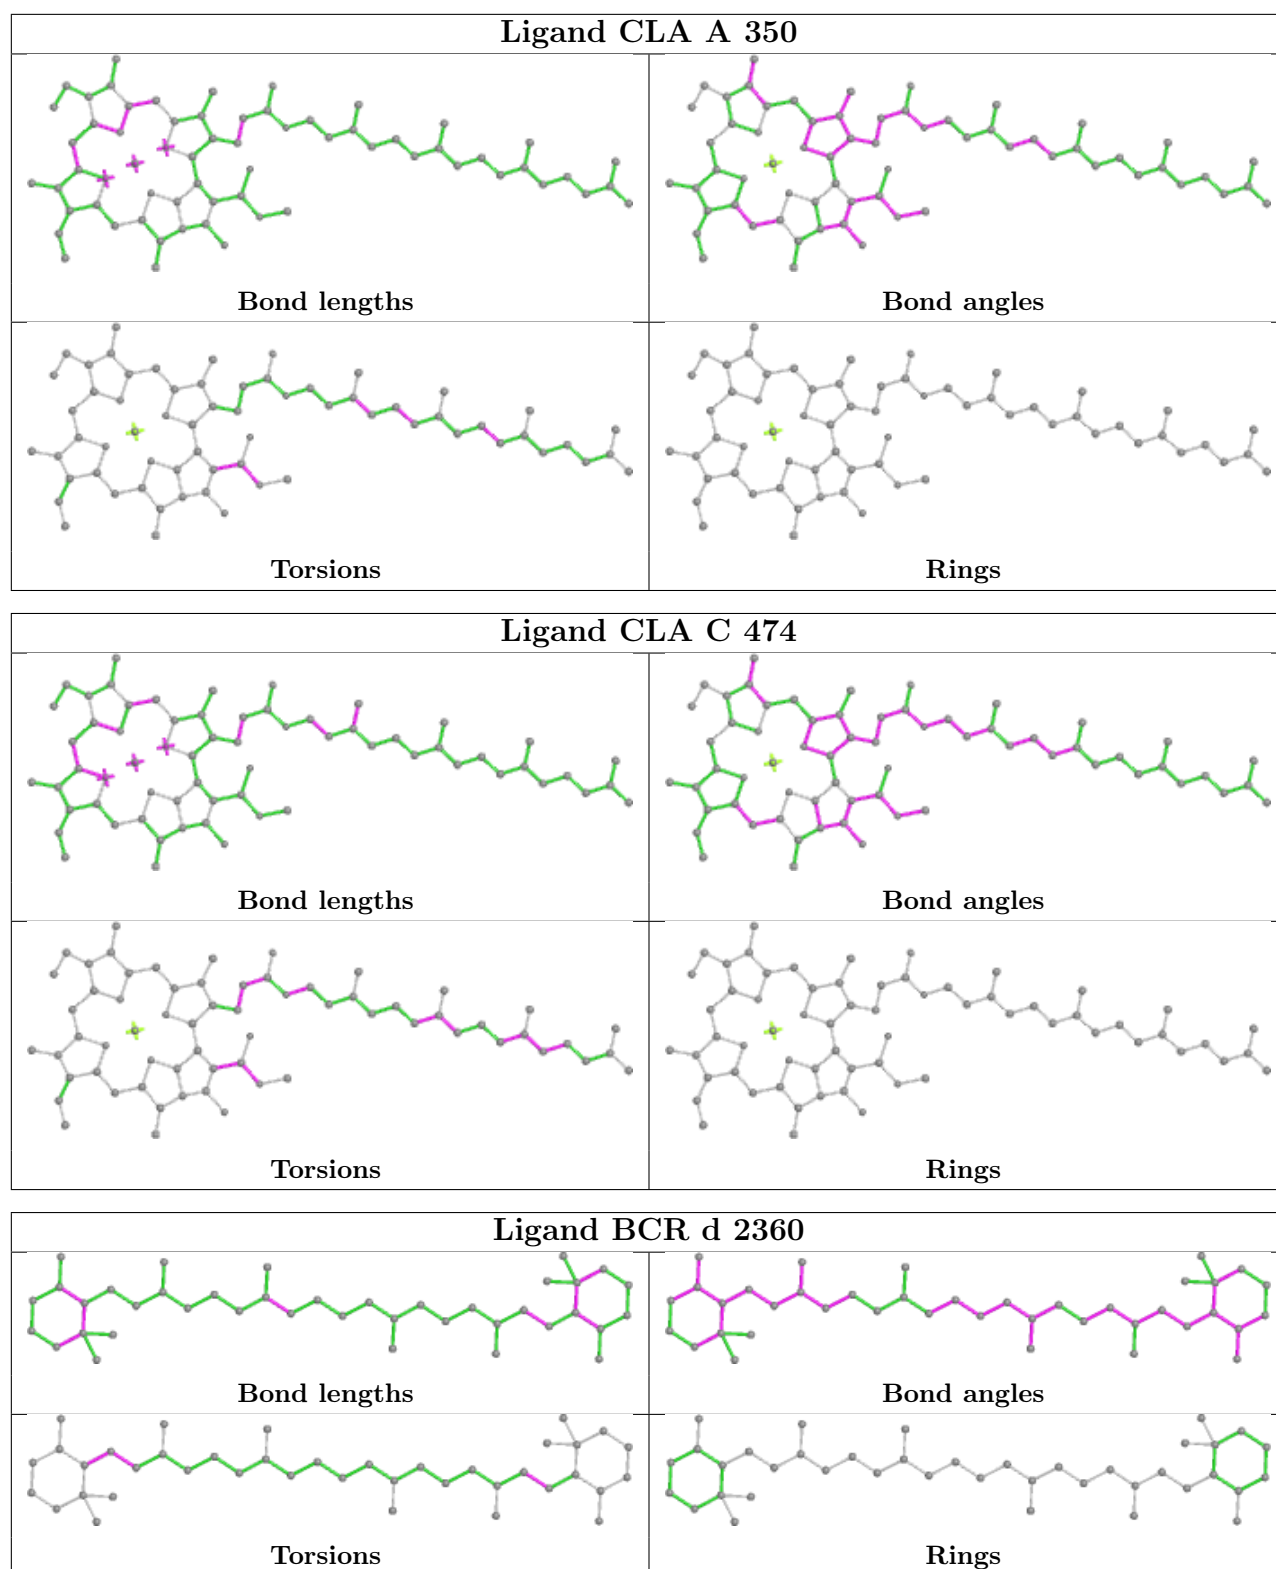 Ligand CLA A 350
Bond lengths
Bond angles
Torsions
Rings
Ligand CLA C 474
Bond lengths
Bond angles
Torsions
Rings
Ligand BCR d 2360
Bond lengths
Bond angles
Torsions
Rings